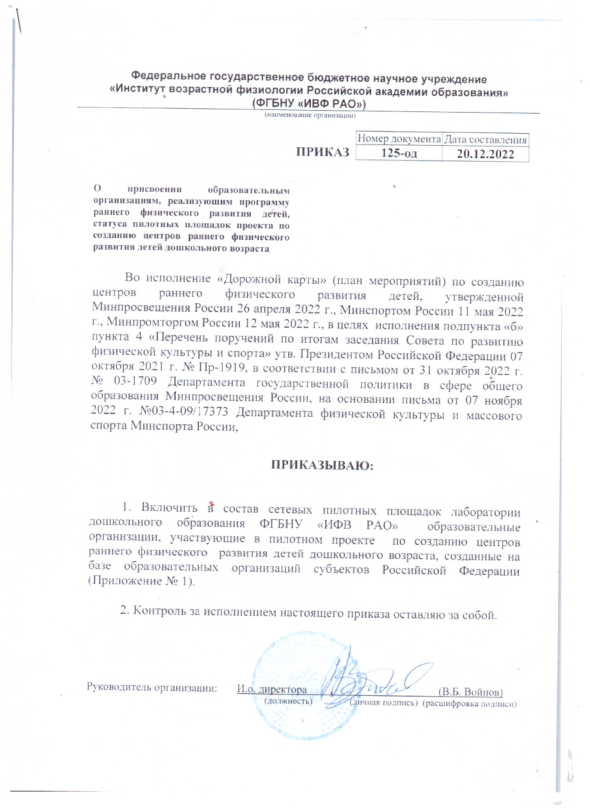 Федеральное государственное бюджетное научное учреждение
«Институт возрастной физиологии Российской академии образования»
(ФГБНУ «ИВФ РАО»)
(наименование организации)
Номер документа Дата составления
ПРИКАЗ 125-од 20.12.2022
О присвоении образовательным
организациям, реализующим программу
раннего физического развития детей,
статуса пилотных площадок проекта по
созданию центров раннего физического
развития детей дошкольного возраста
Во исполнение «Дорожной карты» (план мероприятий) по созданию
центров раннего физического развития детей, утвержденной
Минпросвещения России 26 апреля 2022 г., Минспортом России 11 мая 2022
г., Минпромторгом России 12 мая 2022 г., в целях исполнения подпункта «б»
пункта 4 «Перечень поручений по итогам заседания Совета по развитию
физической культуры и спорта» утв. Президентом Российской Федерации 07
октября 2021 г. № Пр-1919, в соответствии с письмом от 31 октября 2022 г.
№ 03-1709 Департамента государственной политики в сфере общего
образования Минпросвещения России, на основании письма от 07 ноября
2022 г. №03-4-09/17373 Департамента физической культуры и массового
спорта Минспорта России,
ПРИКАЗЫВАЮ:
1. Включить в состав сетевых пилотных площадок лаборатории
дошкольного образования ФГБНУ «ИФВ РАО» образовательные
организации, участвующие в пилотном проекте по созданию центров
раннего физического развития детей дошкольного возраста, созданные на
базе образовательных организаций субъектов Российской Федерации
(Приложение № 1).
2. Контроль за исполнением настоящего приказа оставляю за собой.
Руководитель организации: И.о. директора (В.Б. Войнов)
(должность) (личная подпись) (расшифровка подписи)